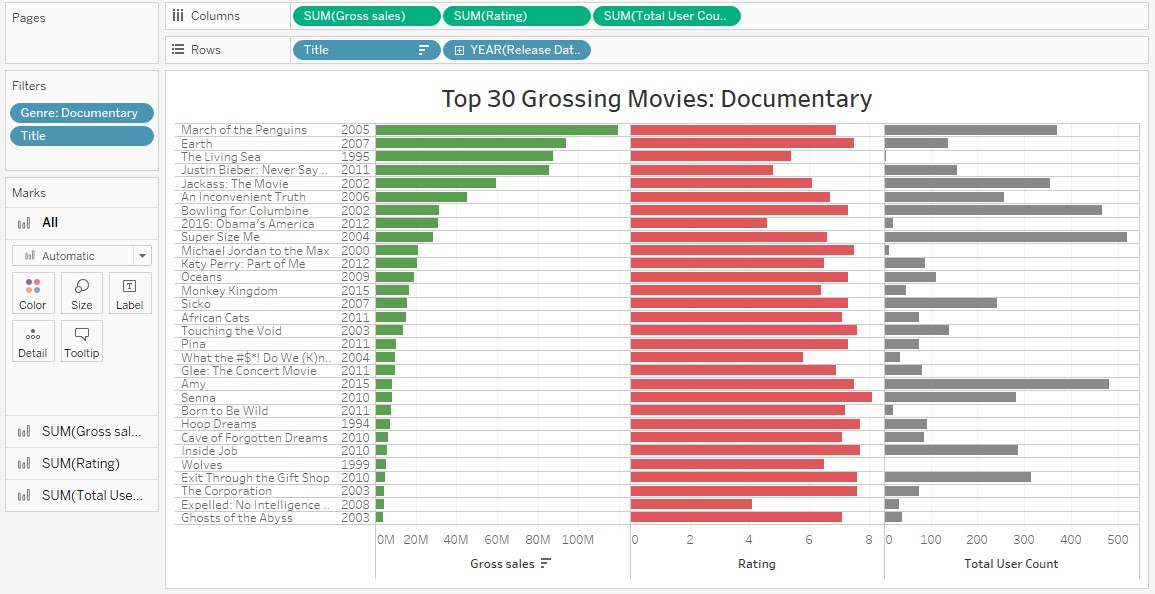 Pages
Columns SUM(Gross sales) SUM(Rating) SUM(Total User Cou..
Rows Title YEAR(Release Dat..
Filters
Genre: Documentary
Title
Marks
All
Automatic
Color Size Label
Detail Tooltip
SUM(Gross sal...
SUM(Rating)
SUM(Total Use...
Top 30 Grossing Movies: Documentary
March of the Penguins 2005
Earth 2007
The Living Sea 1995
Justin Bieber: Never Say .. 2011
Jackass: The Movie 2002
An Inconvenient Truth 2006
Bowling for Columbine 2002
2016: Obama's America 2012
Super Size Me 2004
Michael Jordan to the Max 2000
Katy Perry: Part of Me 2012
Oceans 2009
Monkey Kingdom 2015
Sicko 2007
African Cats 2011
Touching the Void 2003
Pina 2011
What the #$*! Do We (K)n.. 2004
Glee: The Concert Movie 2011
Amy 2015
Senna 2010
Born to Be Wild 2011
Hoop Dreams 1994
Cave of Forgotten Dreams 2010
Inside Job 2010
Wolves 1999
Exit Through the Gift Shop 2010
The Corporation 2003
Expelled: No Intelligence .. 2008
Ghosts of the Abyss 2003
0M 20M 40M 60M 80M 100M 0 2 4 6 8 0 100 200 300 400 500
Gross sales Rating Total User Count